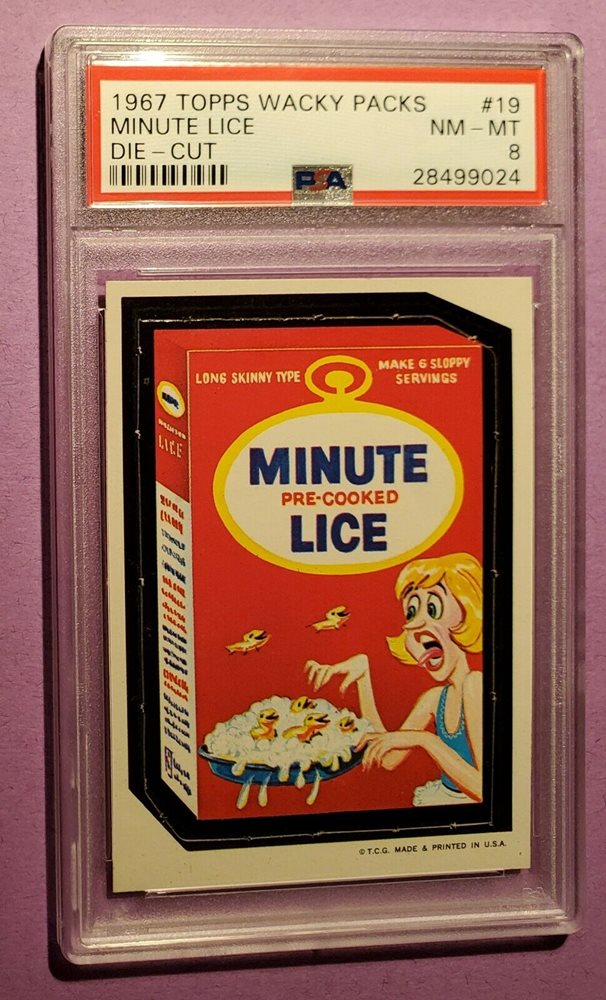 1967 TOPPS WACKY PACKS #19
MINUTE LICE NM - MT
DIE - CUT 8
PSA 28499024
LONG SKINNY TYPE
MAKE 6 SLOPPY
SERVINGS
MINUTE
PRE-COOKED
LICE
LICE
© T.C.G. MADE & PRINTED IN U.S.A.